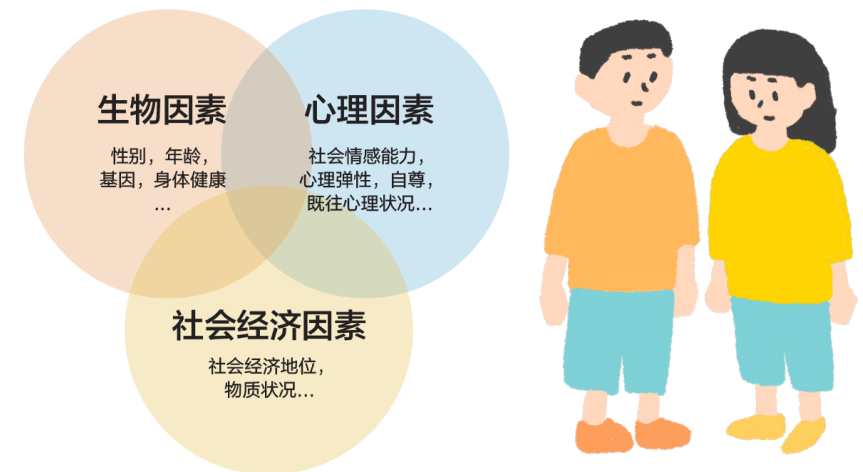 生物因素
性别，年龄，
基因，身体健康
…
心理因素
社会情感能力，
心理弹性，自尊，
既往心理状况…
社会经济因素
社会经济地位，
物质状况…